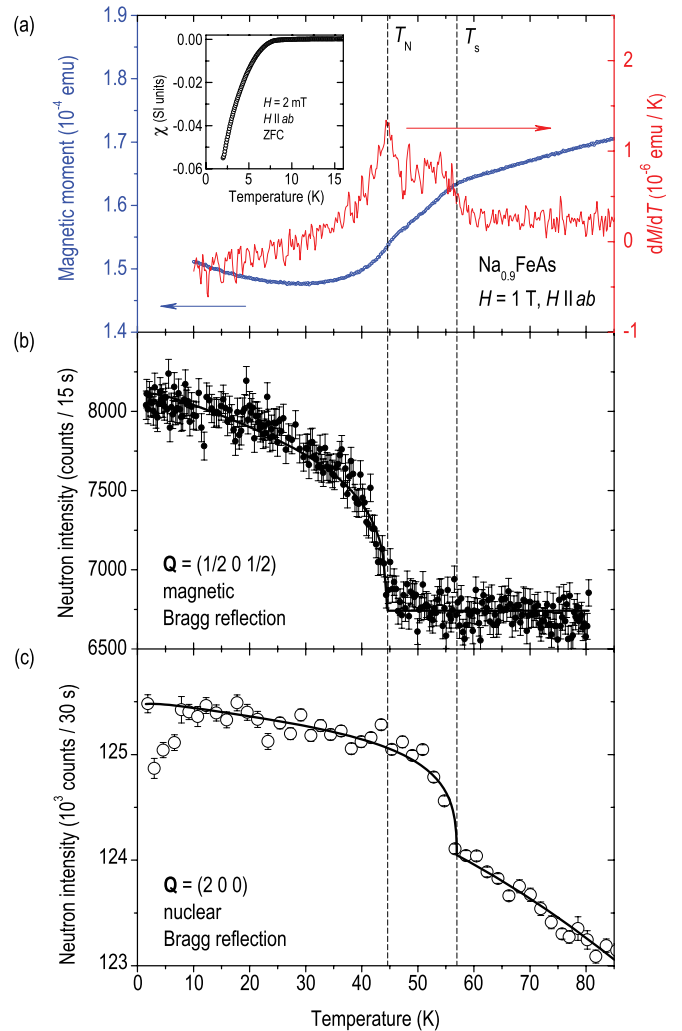 (a)
1.9
1.8
1.7
1.6
1.5
1.4
Magnetic moment (10⁻⁴ emu)
0.00
-0.02
-0.04
-0.06
χ (SI units)
H = 2 mT
H II ab
ZFC
0 5 10 15
Temperature (K)
T_N
T_s
2
1
0
-1
dM/dT (10⁻⁶ emu / K)
Na₀.₉FeAs
H = 1 T, H II ab
(b)
8000
7500
7000
6500
Neutron intensity (counts / 15 s)
Q = (1/2 0 1/2)
magnetic
Bragg reflection
(c)
125
124
123
Neutron intensity (10³ counts / 30 s)
Q = (2 0 0)
nuclear
Bragg reflection
0 10 20 30 40 50 60 70 80
Temperature (K)